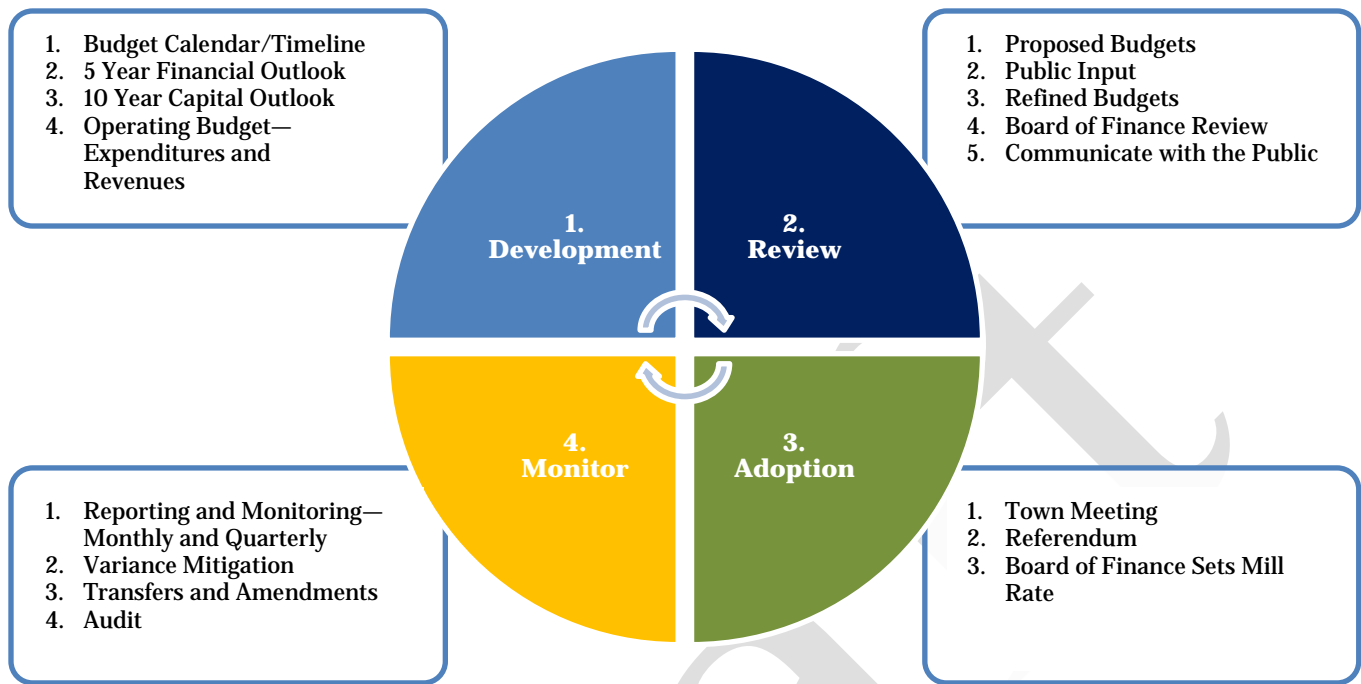 1. Budget Calendar/Timeline
2. 5 Year Financial Outlook
3. 10 Year Capital Outlook
4. Operating Budget—
Expenditures and
Revenues
1. Proposed Budgets
2. Public Input
3. Refined Budgets
4. Board of Finance Review
5. Communicate with the Public
1.
Development
2.
Review
4.
Monitor
3.
Adoption
1. Reporting and Monitoring—
Monthly and Quarterly
2. Variance Mitigation
3. Transfers and Amendments
4. Audit
1. Town Meeting
2. Referendum
3. Board of Finance Sets Mill
Rate